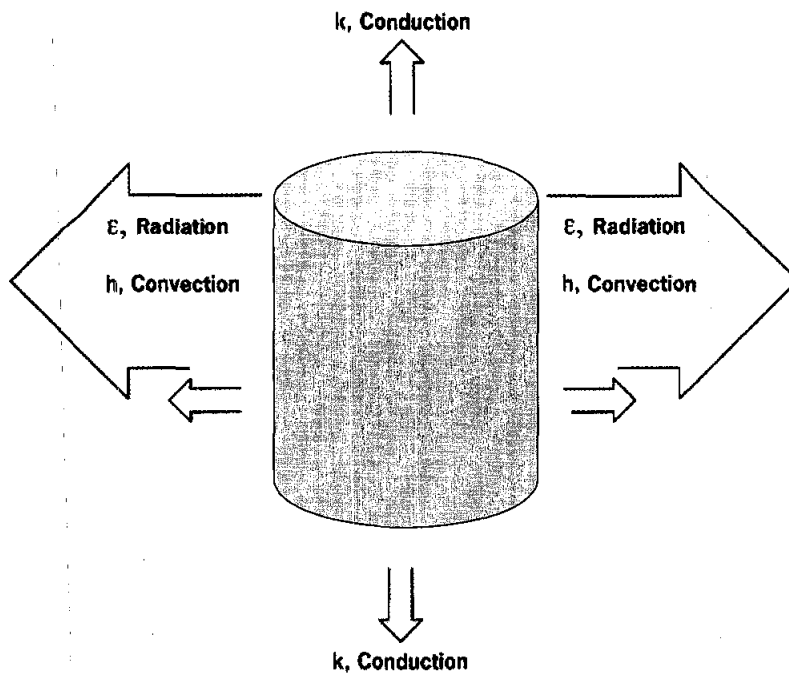 k, Conduction
ε, Radiation
h, Convection
ε, Radiation
h, Convection
k, Conduction